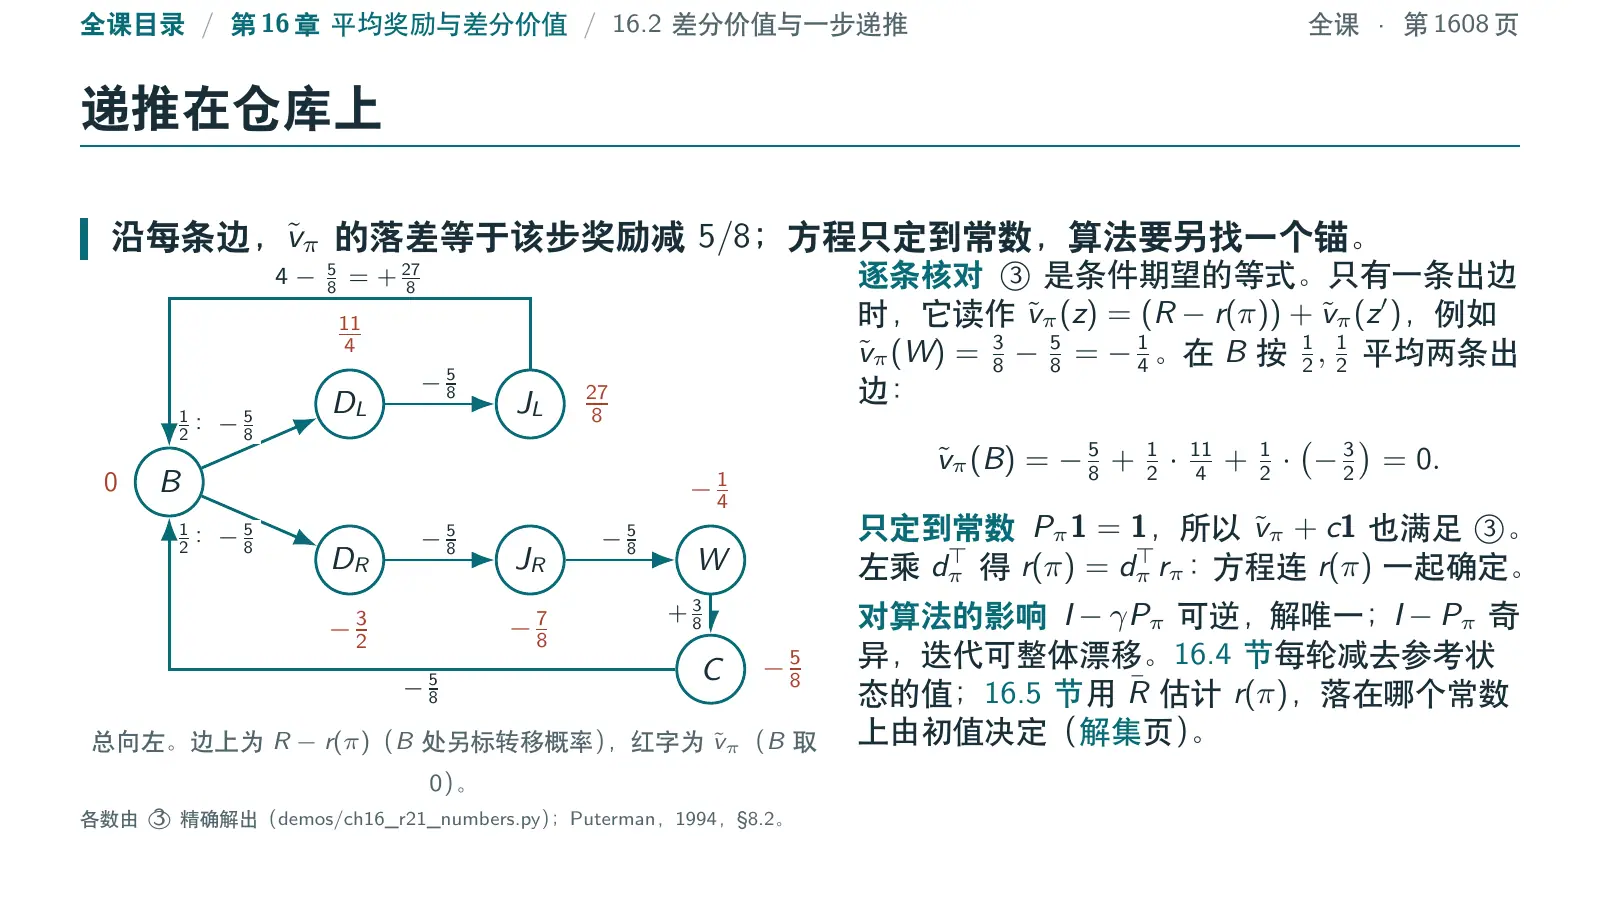 全课目录 / 第 16 章 平均奖励与差分价值 / 16.2 差分价值与一步递推
全课 · 第 1608 页
递推在仓库上
沿每条边，ṽπ 的落差等于该步奖励减 5/8；方程只定到常数，算法要另找一个锚。
4 − 5/8 = +27/8
11/4
D_L
−5/8
J_L
27/8
1/2： −5/8
0
B
−1/4
1/2： −5/8
D_R
−5/8
J_R
−5/8
W
−3/2
−7/8
+3/8
C
−5/8
−5/8
总向左。边上为 R − r(π)（B 处另标转移概率），红字为 ṽπ（B 取
0）。
各数由 ③ 精确解出（demos/ch16_r21_numbers.py）；Puterman，1994，§8.2。
逐条核对 ③ 是条件期望的等式。只有一条出边
时，它读作 ṽπ(z) = (R − r(π)) + ṽπ(z′)，例如
ṽπ(W) = 3/8 − 5/8 = −1/4。在 B 按 1/2, 1/2 平均两条出
边：
ṽπ(B) = −5/8 + 1/2 · 11/4 + 1/2 · (−3/2) = 0.
只定到常数 Pπ1 = 1，所以 ṽπ + c1 也满足 ③。
左乘 dπ⊤ 得 r(π) = dπ⊤rπ：方程连 r(π) 一起确定。
对算法的影响 I − γPπ 可逆，解唯一；I − Pπ 奇
异，迭代可整体漂移。16.4 节每轮减去参考状
态的值；16.5 节用 R̄ 估计 r(π)，落在哪个常数
上由初值决定（解集页）。